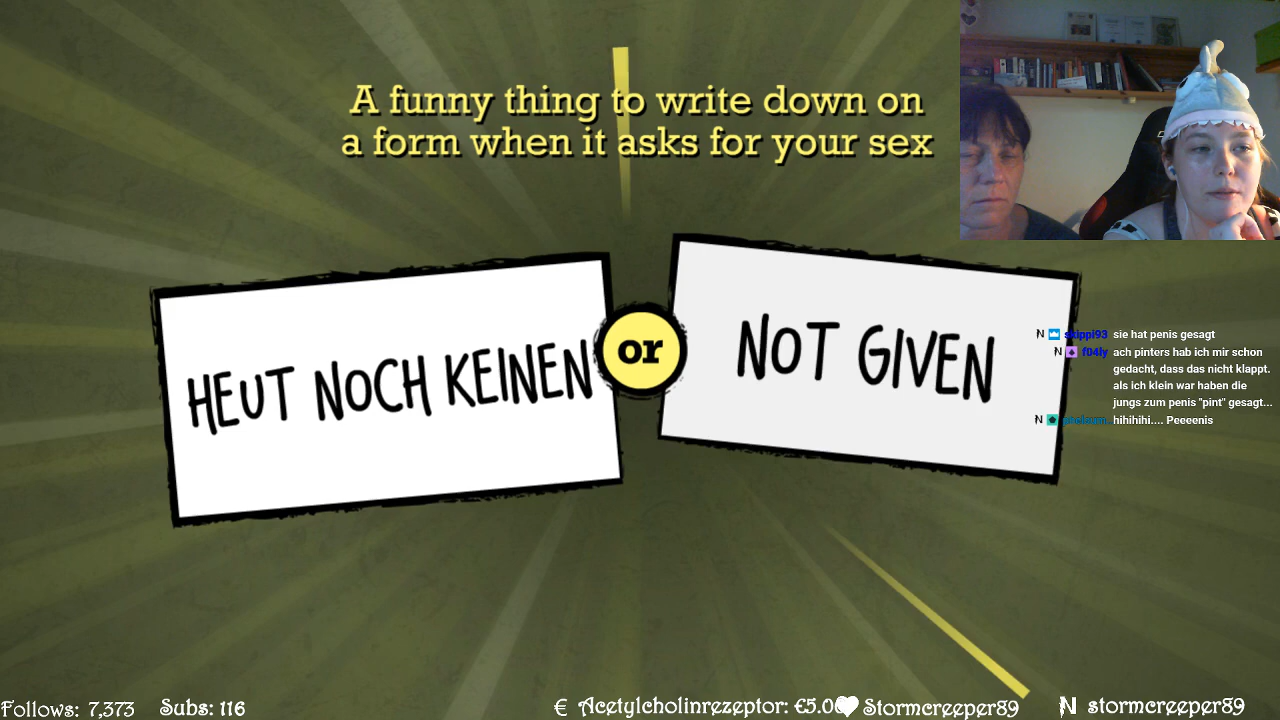 A funny thing to write down on
a form when it asks for your sex
HEUT NOCH KEINEN
or
NOT GIVEN
skippi93 sie hat penis gesagt
f04ly ach pinters hab ich mir schon
gedacht, dass das nicht klappt.
als ich klein war haben die
jungs zum penis "pint" gesagt...
hihihihi.... Peeeenis
Follows: 7,373
Subs: 116
€ Acetylcholinrezeptor: €5.0
Stormcreeper89
stormcreeper89